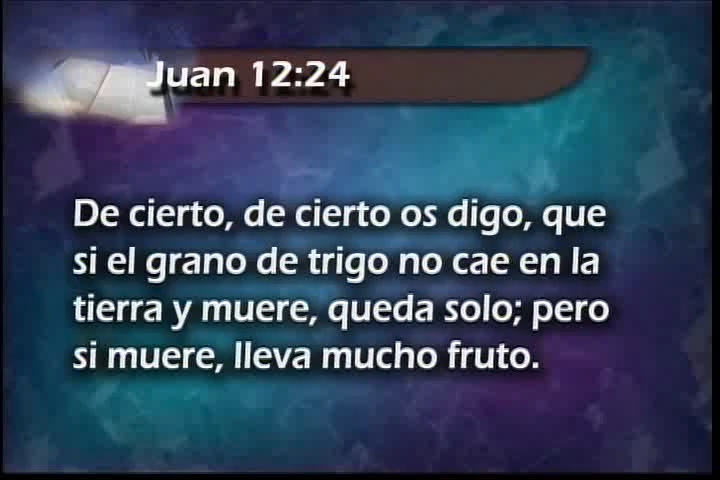 Juan 12:24
De cierto, de cierto os digo, que
si el grano de trigo no cae en la
tierra y muere, queda solo; pero
si muere, lleva mucho fruto.